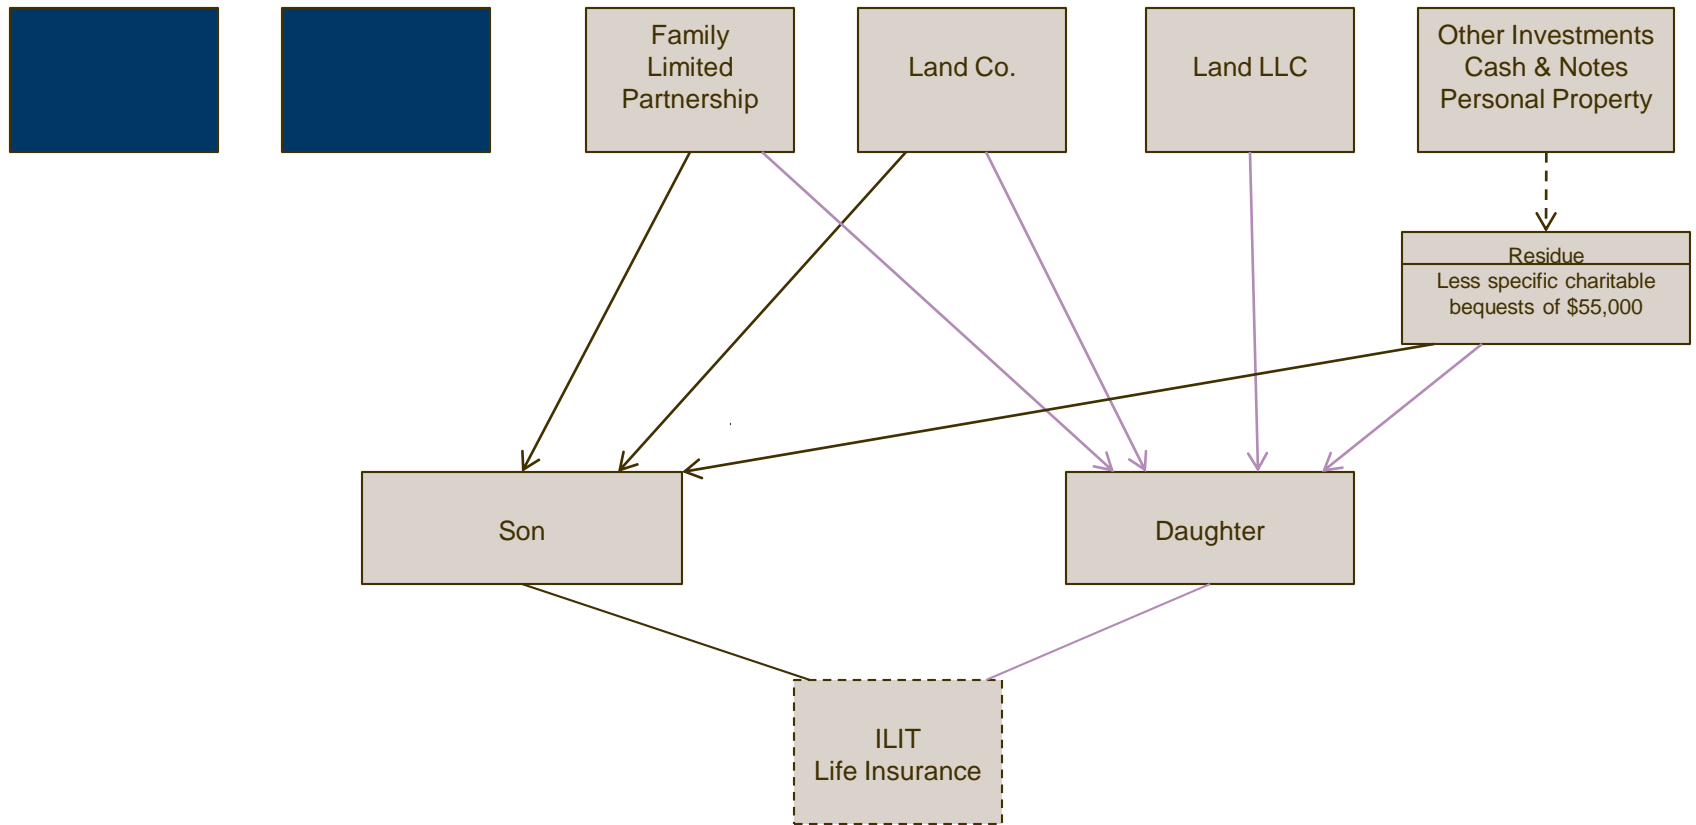 Family
Limited
Partnership
Land Co.
Land LLC
Other Investments
Cash & Notes
Personal Property
Residue
Less specific charitable
bequests of $55,000
Son
Daughter
ILIT
Life Insurance